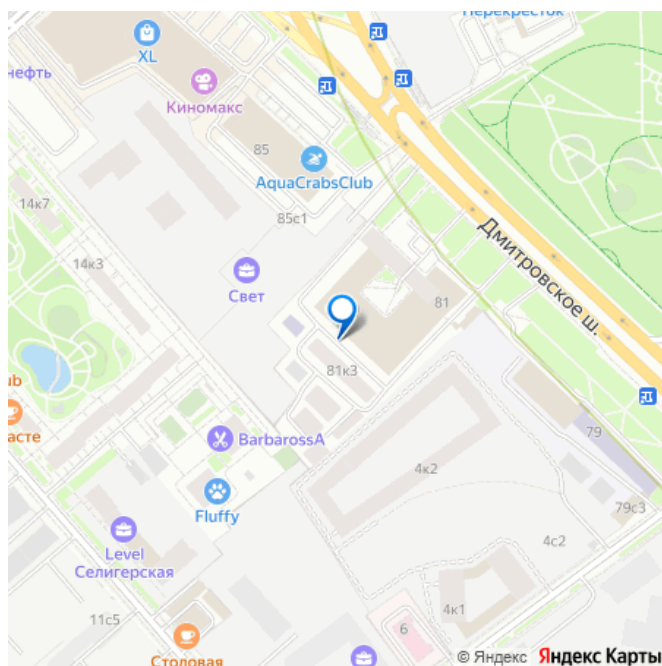 Перекресток
XL
нефть
Киномакс
85
AquaCrabsClub
14к7
85с1
Дмитровское ш.
14к3
Свет
81
81к3
ub
асте
BarbarossA
79
4к2
Fluffy
79с3
Level
Селигерская
4с2
11с5
4к1
6
Столовая
© Яндекс Яндекс Карты